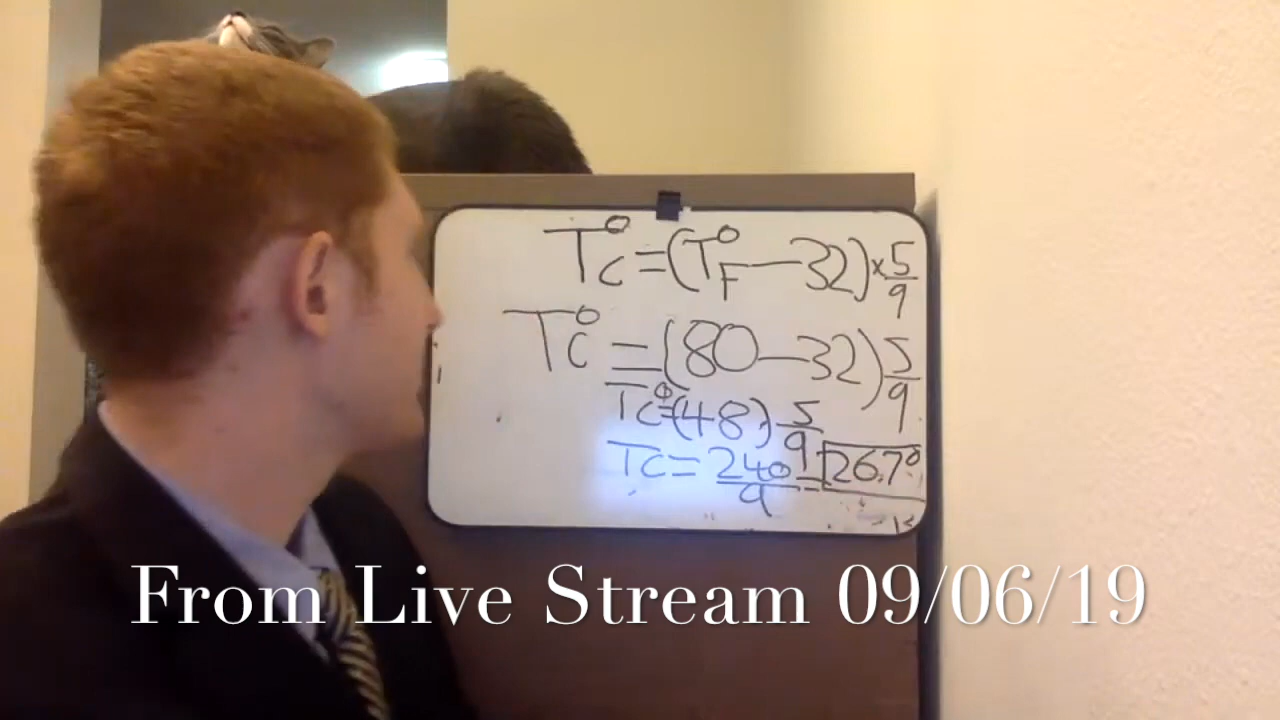 T°c = (T°F — 32) × 5/9
T°c = (80 — 32) 5/9
Tc° = (48) 5/9
Tc = 240/9 = 26.7°
From Live Stream 09/06/19